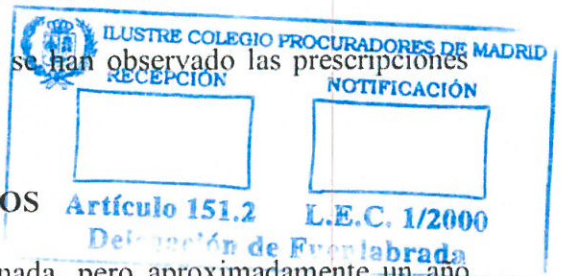 ILUSTRE COLEGIO PROCURADORES DE MADRID
se han observado las prescripciones
RECEPCIÓN NOTIFICACIÓN
OS Artículo 151.2 L.E.C. 1/2000
de Fuenlabrada
nada, pero aproximadamente un año